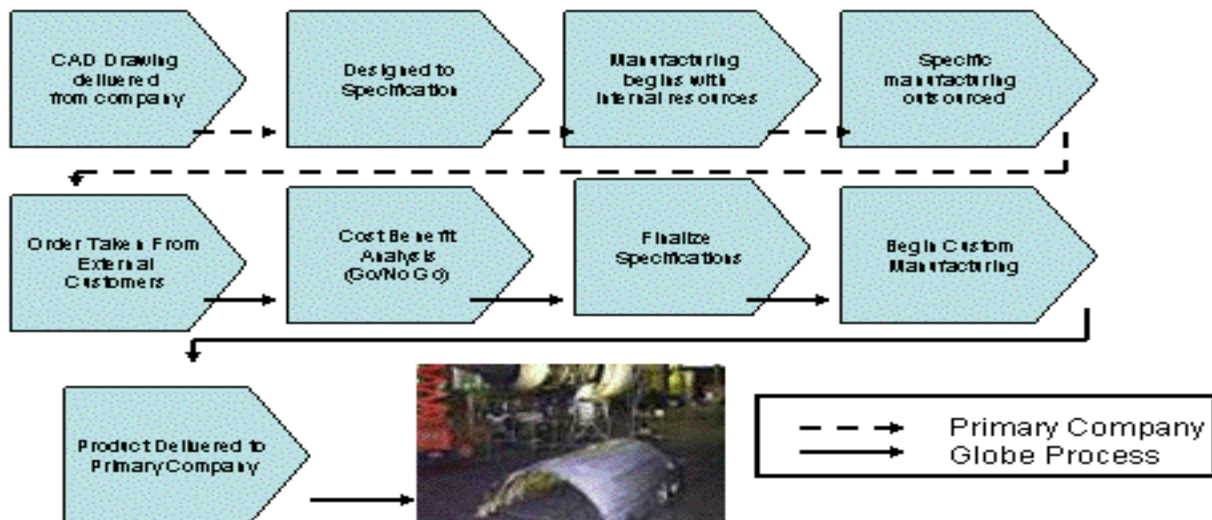 CAD Drawing
delivered
from company
Designed to
Specification
Manufacturing
begins with
internal resources
Specific
manufacturing
outsourced
Order Taken From
External
Customers
Cost Benefit
Analysis
(Go/No Go)
Finalize
Specifications
Begin Custom
Manufacturing
Product Delivered to
Primary Company
Primary Company
Globe Process